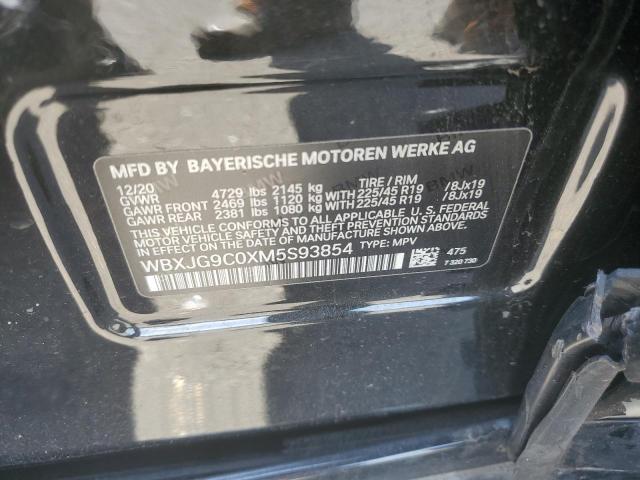 MFD BY BAYERISCHE MOTOREN WERKE AG
12/20 TIRE / RIM
GVWR 4729 lbs 2145 kg
GAWR FRONT 2469 lbs 1120 kg WITH 225/45 R19 /8Jx19
GAWR REAR 2381 lbs 1080 kg WITH 225/45 R19 /8Jx19
THIS VEHICLE CONFORMS TO ALL APPLICABLE U.S. FEDERAL
MOTOR VEHICLE SAFETY, BUMPER, AND THEFT PREVENTION STANDARDS
IN EFFECT ON THE DATE OF MANUFACTURE SHOWN ABOVE.
WBXJG9C0XM5S93854 TYPE: MPV
475
7 320 730